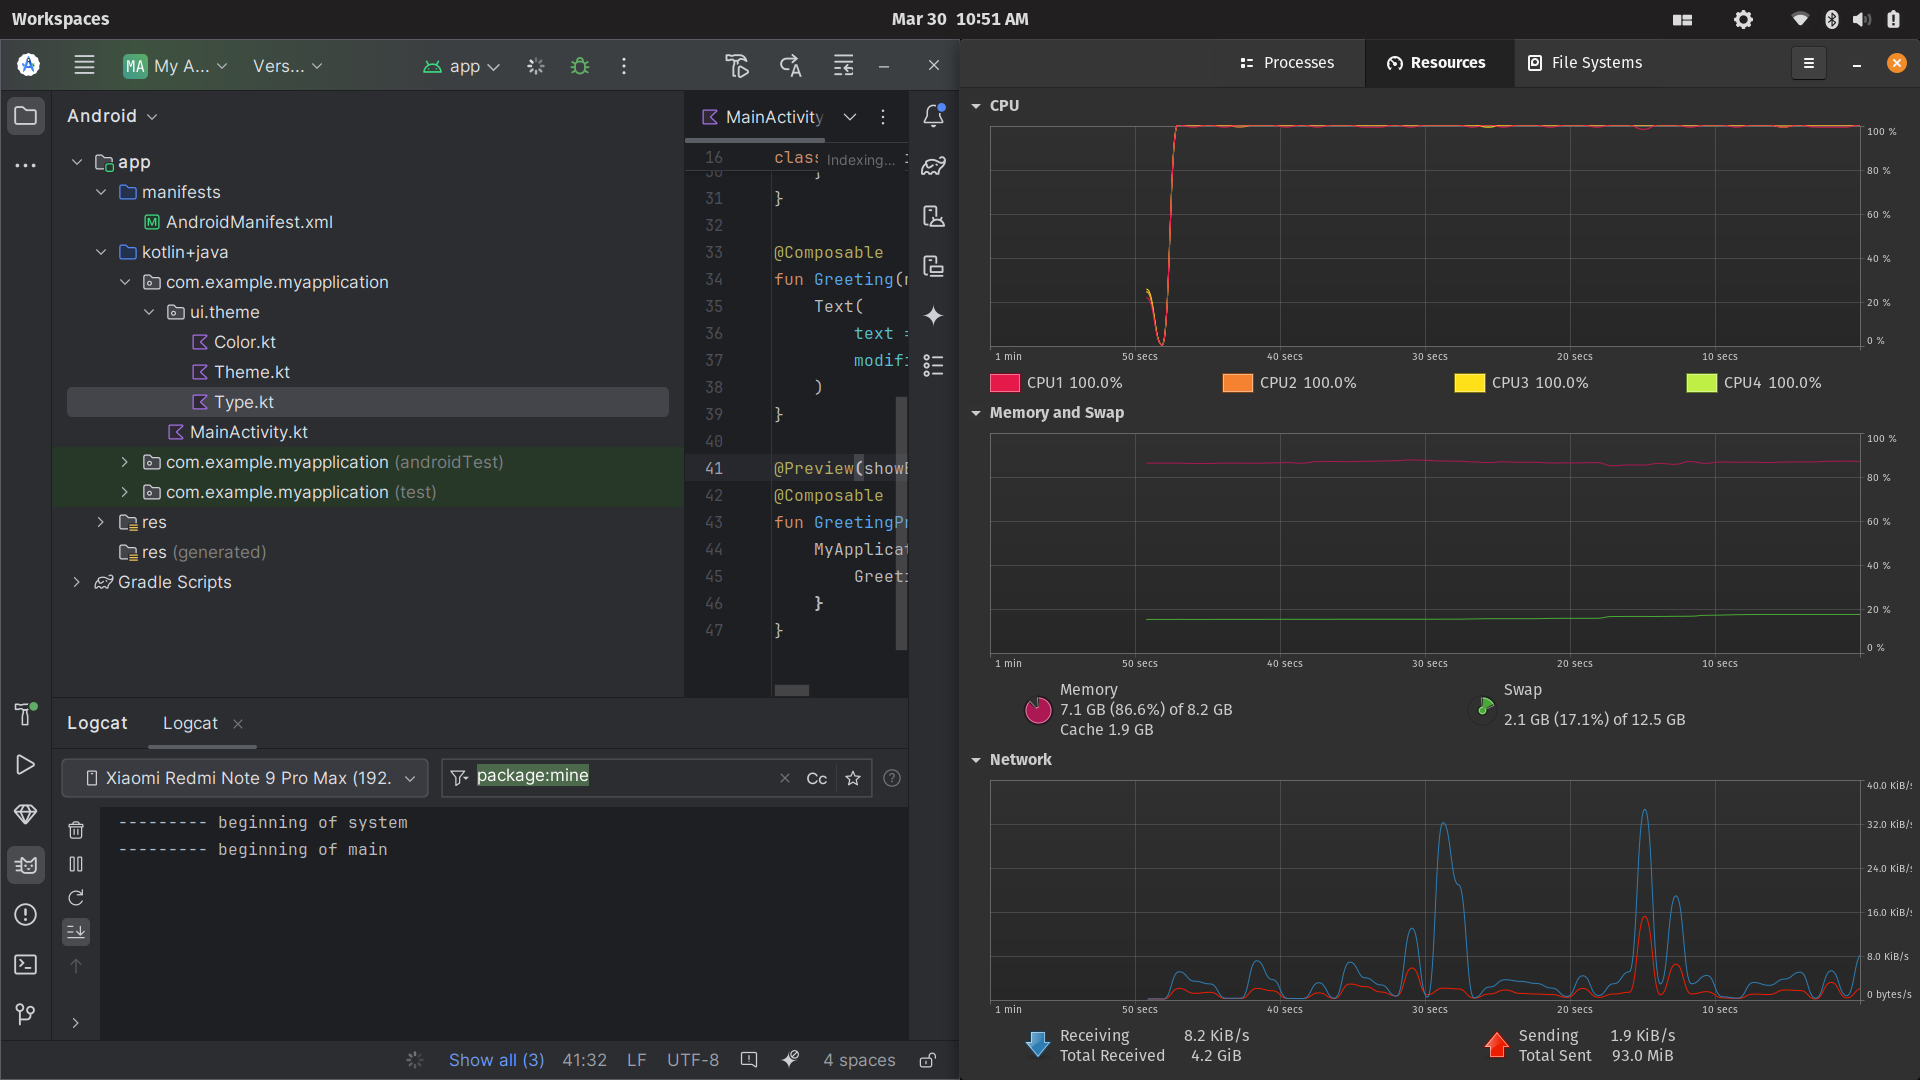 Workspaces
Mar 30 10:51 AM
MA My A...
Vers...
app
Android
app
manifests
AndroidManifest.xml
kotlin+java
com.example.myapplication
ui.theme
Color.kt
Theme.kt
Type.kt
MainActivity.kt
com.example.myapplication (androidTest)
com.example.myapplication (test)
res
res (generated)
Gradle Scripts
MainActivity
16 class Indexing...
30 }
31 }
32
33 @Composable
34 fun Greeting(
35 Text(
36 text =
37 modifi
38 )
39 }
40
41 @Preview(show
42 @Composable
43 fun GreetingPr
44 MyApplicat
45 Greeti
46 }
47 }
Logcat
Logcat
Xiaomi Redmi Note 9 Pro Max (192.
package:mine
Cc
--------- beginning of system
--------- beginning of main
Show all (3)
41:32
LF
UTF-8
4 spaces
Processes
Resources
File Systems
CPU
100 %
80 %
60 %
40 %
20 %
0 %
1 min
50 secs
40 secs
30 secs
20 secs
10 secs
CPU1 100.0%
CPU2 100.0%
CPU3 100.0%
CPU4 100.0%
Memory and Swap
100 %
80 %
60 %
40 %
20 %
0 %
1 min
50 secs
40 secs
30 secs
20 secs
10 secs
Memory
7.1 GB (86.6%) of 8.2 GB
Cache 1.9 GB
Swap
2.1 GB (17.1%) of 12.5 GB
Network
40.0 KiB/s
32.0 KiB/s
24.0 KiB/s
16.0 KiB/s
8.0 KiB/s
0 bytes/s
1 min
50 secs
40 secs
30 secs
20 secs
10 secs
Receiving 8.2 KiB/s
Total Received 4.2 GiB
Sending 1.9 KiB/s
Total Sent 93.0 MiB